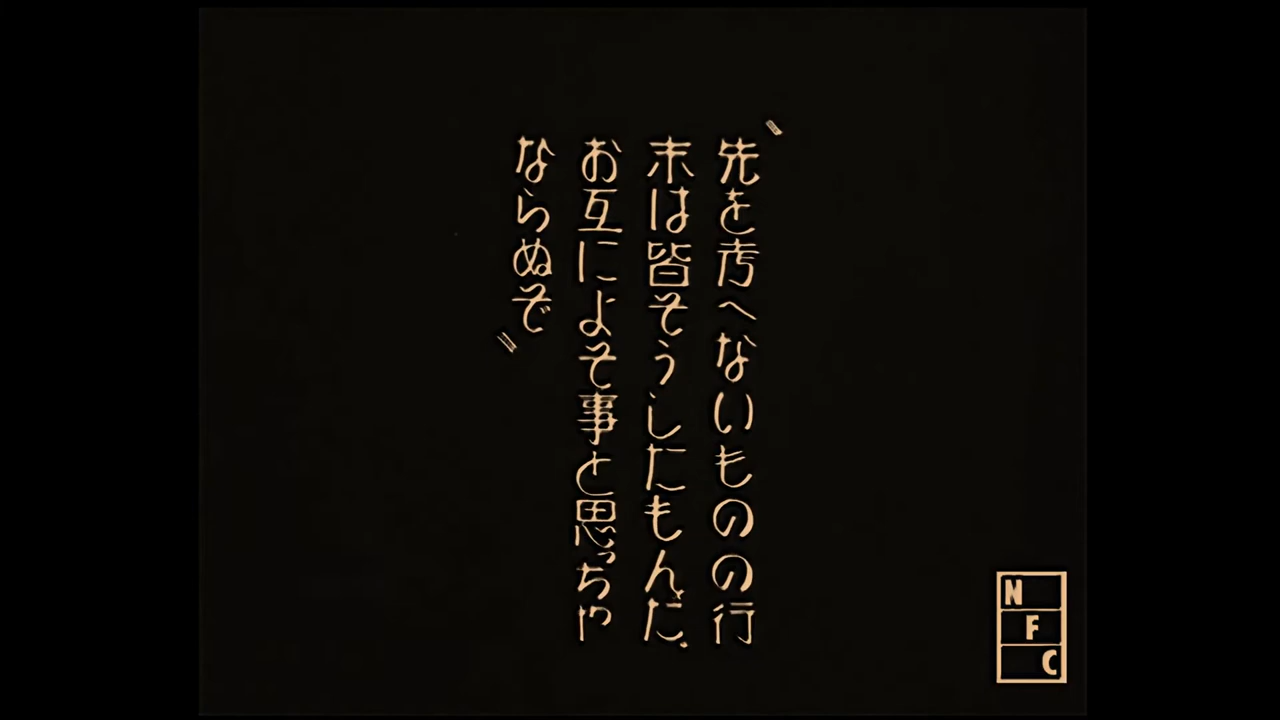 〝先を考へないものの行
末は皆そうしたもんだ、
お互によそ事と思っちゃ
ならぬぞ〟
N
F
C